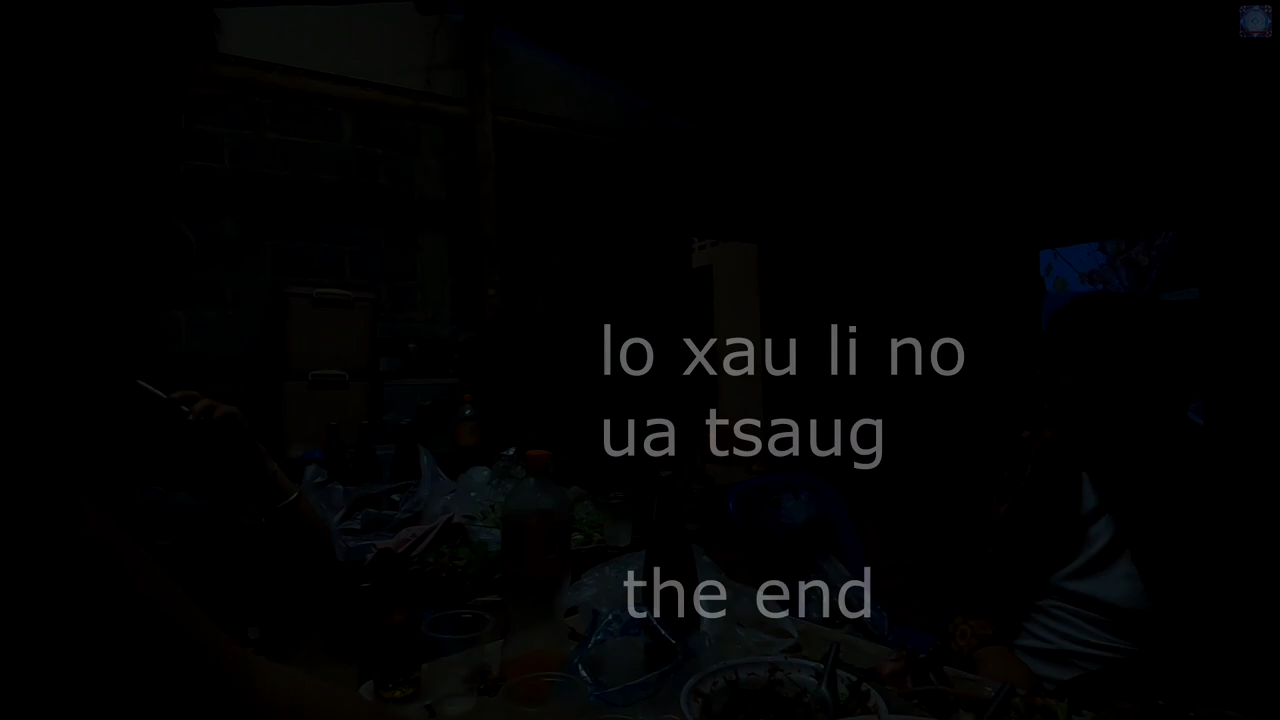 lo xau li no
ua tsaug
the end